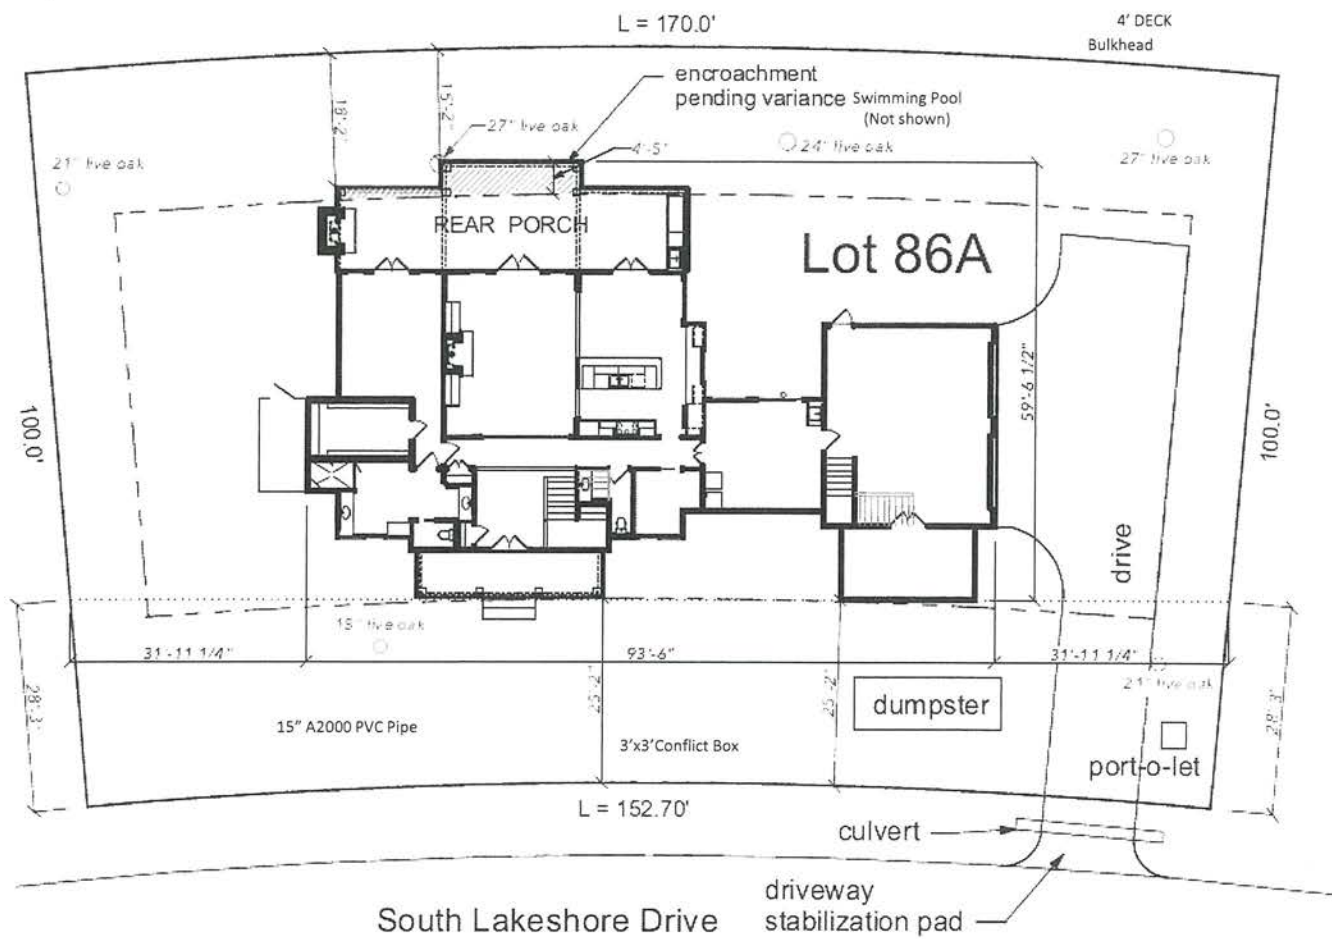 L = 170.0'
4' DECK
Bulkhead
encroachment
pending variance
Swimming Pool
(Not shown)
18'-2"
15'-2"
27" live oak
4'-5"
24" live oak
27" live oak
21" live oak
REAR PORCH
Lot 86A
59'-6 1/2"
100.0'
100.0'
drive
18" live oak
31'-11 1/4"
93'-6"
31'-11 1/4"
21" live oak
28'-3"
25'-2"
25'-2"
28'-3"
dumpster
15" A2000 PVC Pipe
3'x3'Conflict Box
port-o-let
L = 152.70'
culvert
driveway
stabilization pad
South Lakeshore Drive